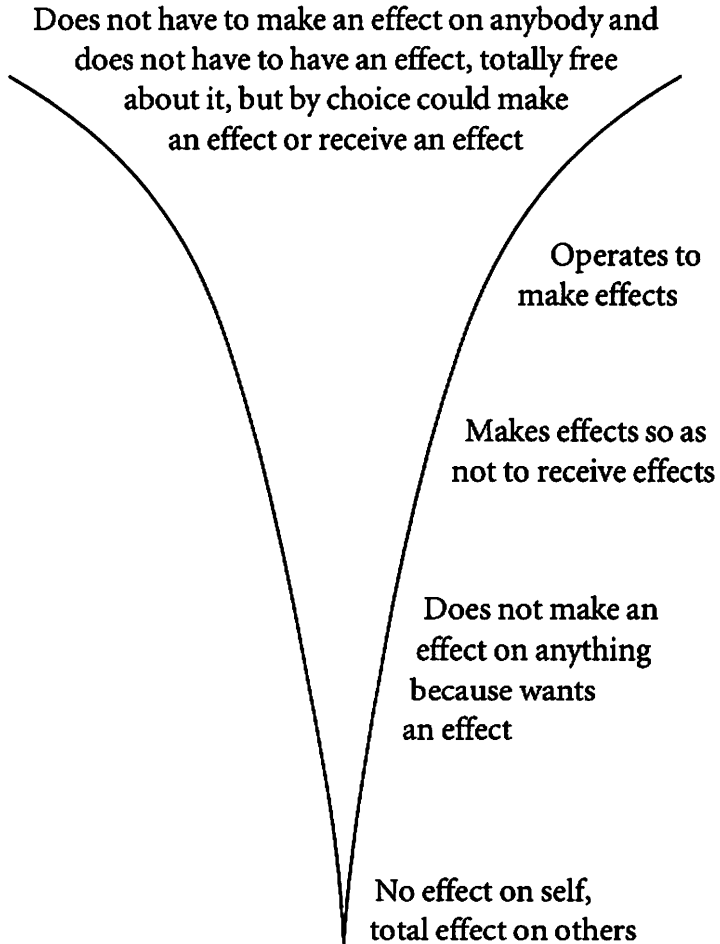 Does not have to make an effect on anybody and
does not have to have an effect, totally free
about it, but by choice could make
an effect or receive an effect
Operates to
make effects
Makes effects so as
not to receive effects
Does not make an
effect on anything
because wants
an effect
No effect on self,
total effect on others